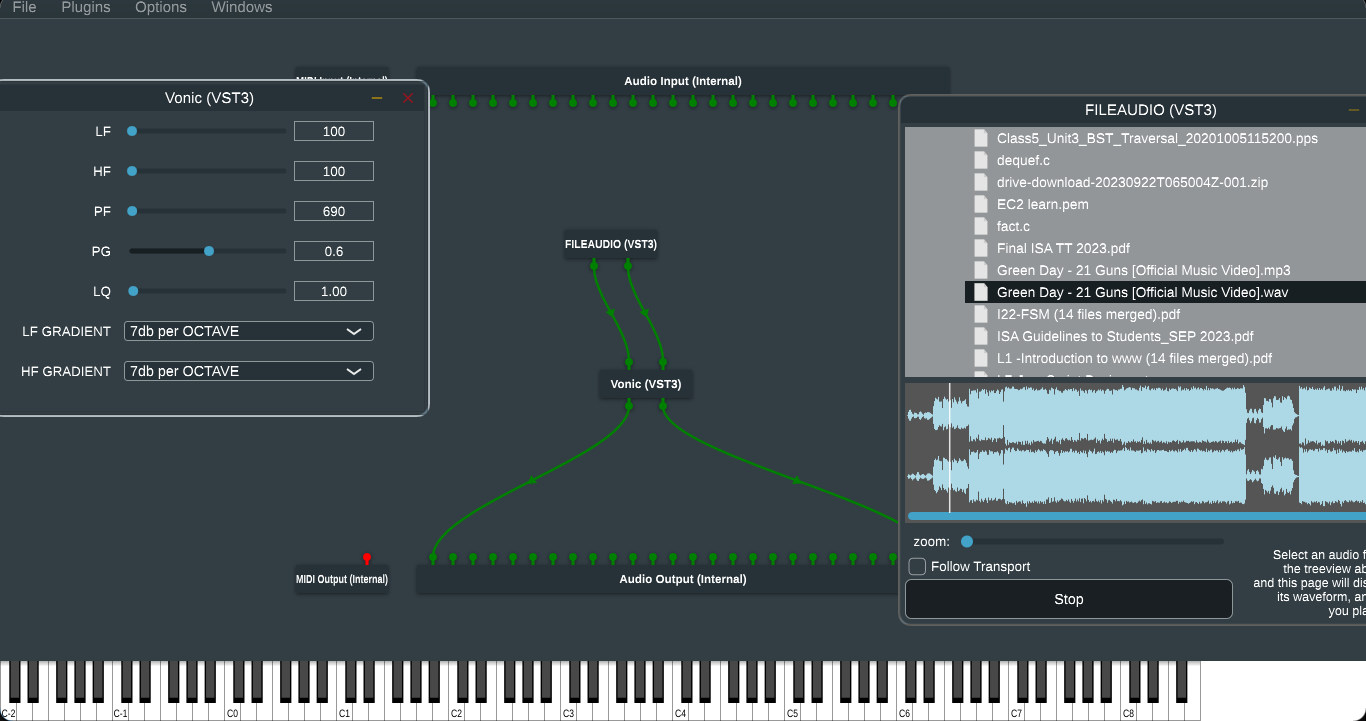 File Plugins Options Windows
MIDI Input (Internal)
Audio Input (Internal)
Vonic (VST3)
LF 100
HF 100
PF 690
PG 0.6
LQ 1.00
LF GRADIENT 7db per OCTAVE
HF GRADIENT 7db per OCTAVE
FILEAUDIO (VST3)
Vonic (VST3)
MIDI Output (Internal)
Audio Output (Internal)
FILEAUDIO (VST3)
Class5_Unit3_BST_Traversal_20201005115200.pps
dequef.c
drive-download-20230922T065004Z-001.zip
EC2 learn.pem
fact.c
Final ISA TT 2023.pdf
Green Day - 21 Guns [Official Music Video].mp3
Green Day - 21 Guns [Official Music Video].wav
I22-FSM (14 files merged).pdf
ISA Guidelines to Students_SEP 2023.pdf
L1 -Introduction to www (14 files merged).pdf
zoom:
Follow Transport
Stop
Select an audio f
the treeview ab
and this page will dis
its waveform, an
you pla
C-2 C-1 C0 C1 C2 C3 C4 C5 C6 C7 C8